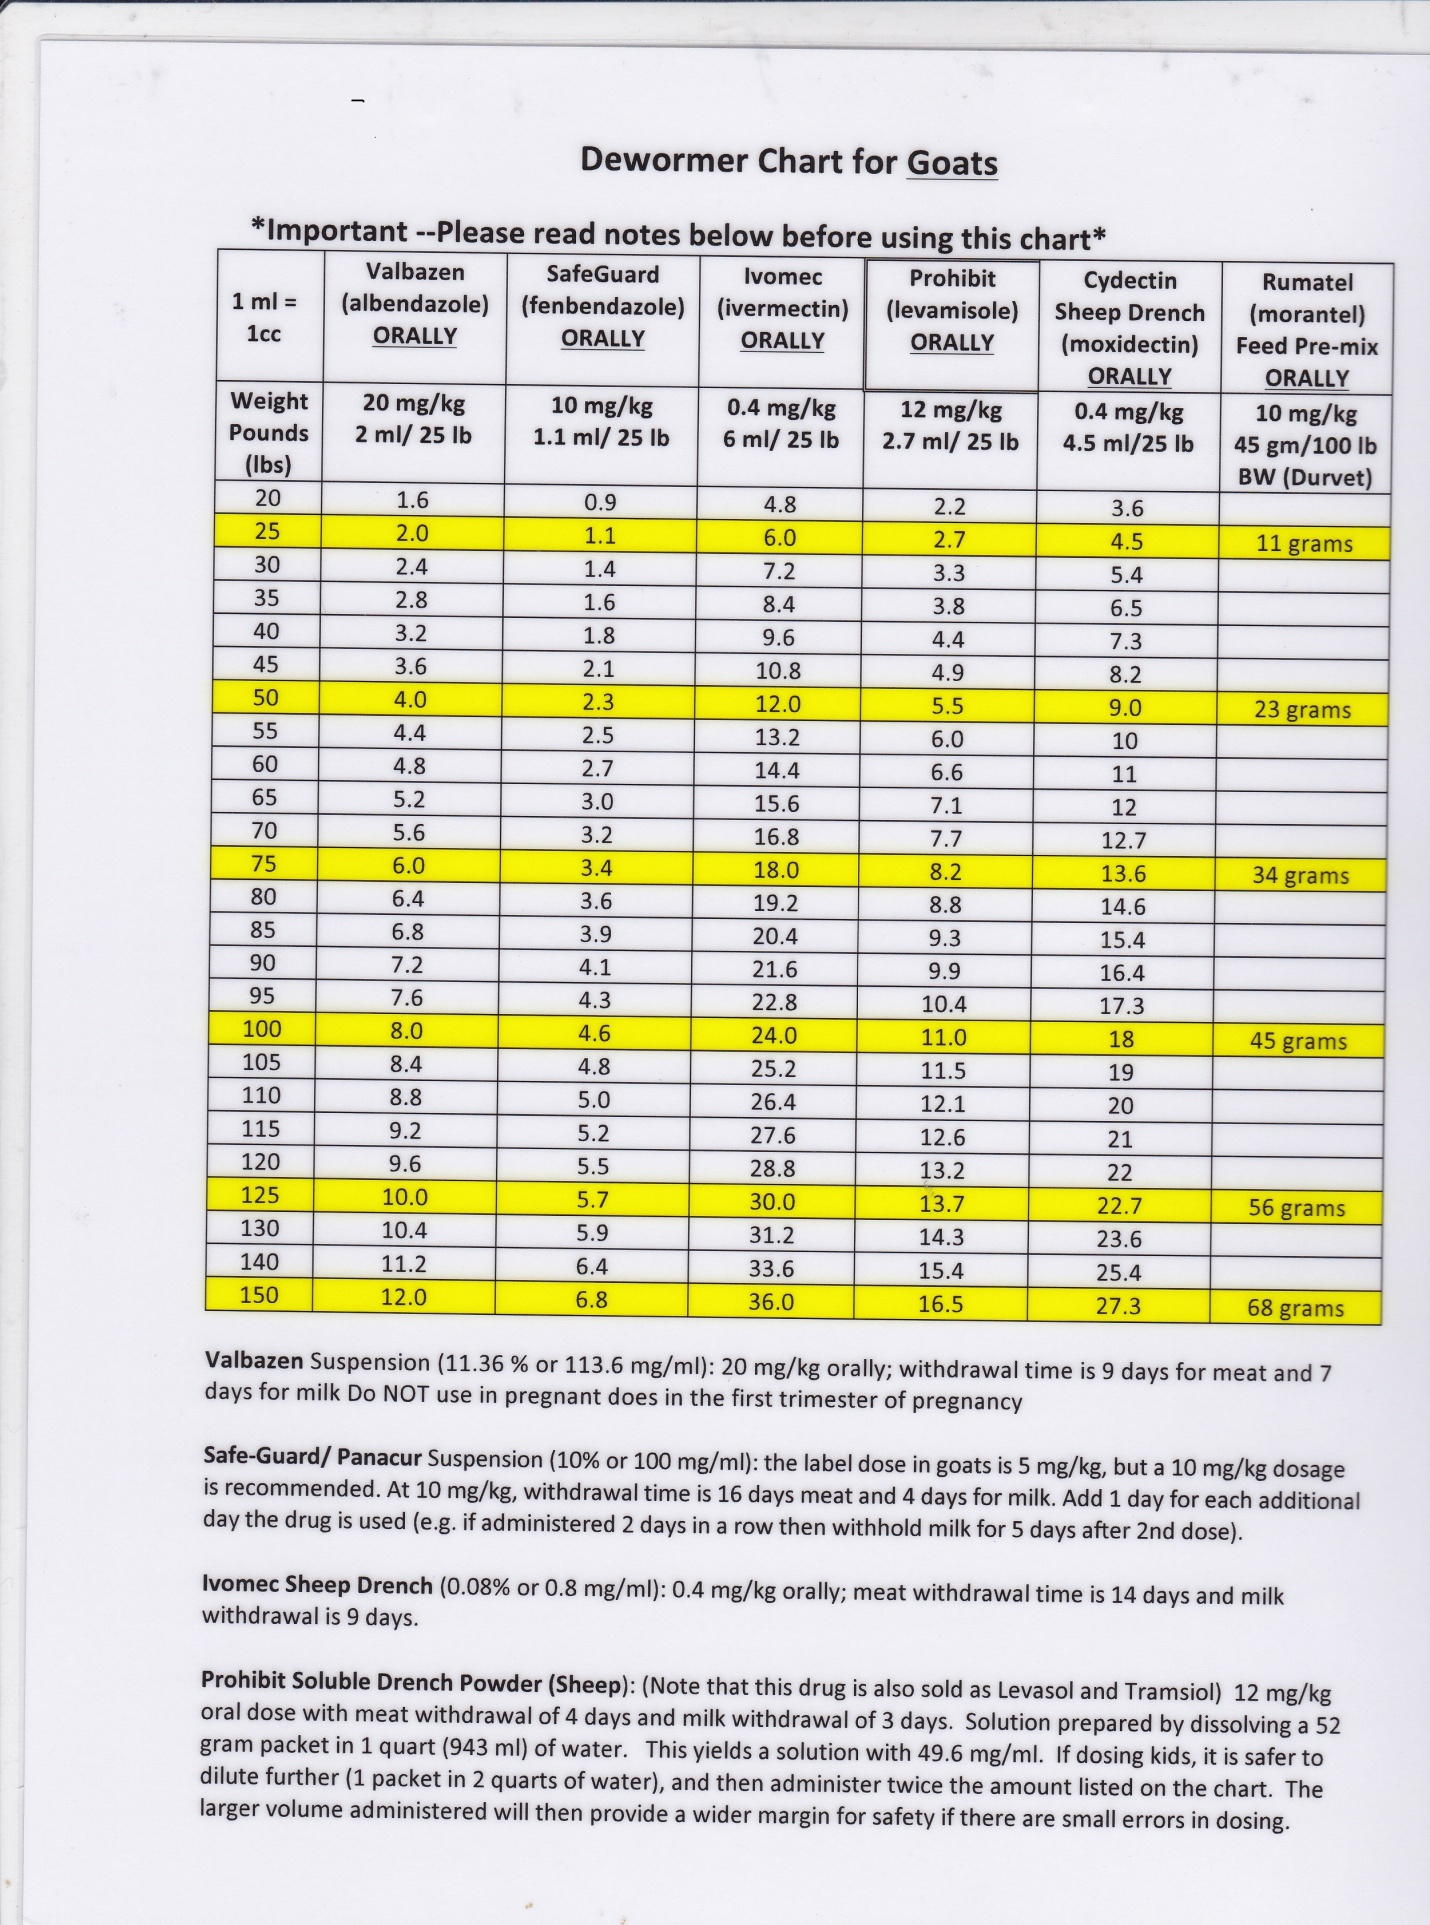 Dewormer Chart for Goats
*Important --Please read notes below before using this chart*
1 ml = 1cc | Valbazen (albendazole) ORALLY | SafeGuard (fenbendazole) ORALLY | Ivomec (ivermectin) ORALLY | Prohibit (levamisole) ORALLY | Cydectin Sheep Drench (moxidectin) ORALLY | Rumatel (morantel) Feed Pre-mix ORALLY
Weight Pounds (lbs) | 20 mg/kg 2 ml/ 25 lb | 10 mg/kg 1.1 ml/ 25 lb | 0.4 mg/kg 6 ml/ 25 lb | 12 mg/kg 2.7 ml/ 25 lb | 0.4 mg/kg 4.5 ml/25 lb | 10 mg/kg 45 gm/100 lb BW (Durvet)
20 1.6 0.9 4.8 2.2 3.6
25 2.0 1.1 6.0 2.7 4.5 11 grams
30 2.4 1.4 7.2 3.3 5.4
35 2.8 1.6 8.4 3.8 6.5
40 3.2 1.8 9.6 4.4 7.3
45 3.6 2.1 10.8 4.9 8.2
50 4.0 2.3 12.0 5.5 9.0 23 grams
55 4.4 2.5 13.2 6.0 10
60 4.8 2.7 14.4 6.6 11
65 5.2 3.0 15.6 7.1 12
70 5.6 3.2 16.8 7.7 12.7
75 6.0 3.4 18.0 8.2 13.6 34 grams
80 6.4 3.6 19.2 8.8 14.6
85 6.8 3.9 20.4 9.3 15.4
90 7.2 4.1 21.6 9.9 16.4
95 7.6 4.3 22.8 10.4 17.3
100 8.0 4.6 24.0 11.0 18 45 grams
105 8.4 4.8 25.2 11.5 19
110 8.8 5.0 26.4 12.1 20
115 9.2 5.2 27.6 12.6 21
120 9.6 5.5 28.8 13.2 22
125 10.0 5.7 30.0 13.7 22.7 56 grams
130 10.4 5.9 31.2 14.3 23.6
140 11.2 6.4 33.6 15.4 25.4
150 12.0 6.8 36.0 16.5 27.3 68 grams
Valbazen Suspension (11.36 % or 113.6 mg/ml): 20 mg/kg orally; withdrawal time is 9 days for meat and 7
days for milk Do NOT use in pregnant does in the first trimester of pregnancy
Safe-Guard/ Panacur Suspension (10% or 100 mg/ml): the label dose in goats is 5 mg/kg, but a 10 mg/kg dosage
is recommended. At 10 mg/kg, withdrawal time is 16 days meat and 4 days for milk. Add 1 day for each additional
day the drug is used (e.g. if administered 2 days in a row then withhold milk for 5 days after 2nd dose).
Ivomec Sheep Drench (0.08% or 0.8 mg/ml): 0.4 mg/kg orally; meat withdrawal time is 14 days and milk
withdrawal is 9 days.
Prohibit Soluble Drench Powder (Sheep): (Note that this drug is also sold as Levasol and Tramsiol) 12 mg/kg
oral dose with meat withdrawal of 4 days and milk withdrawal of 3 days. Solution prepared by dissolving a 52
gram packet in 1 quart (943 ml) of water. This yields a solution with 49.6 mg/ml. If dosing kids, it is safer to
dilute further (1 packet in 2 quarts of water), and then administer twice the amount listed on the chart. The
larger volume administered will then provide a wider margin for safety if there are small errors in dosing.